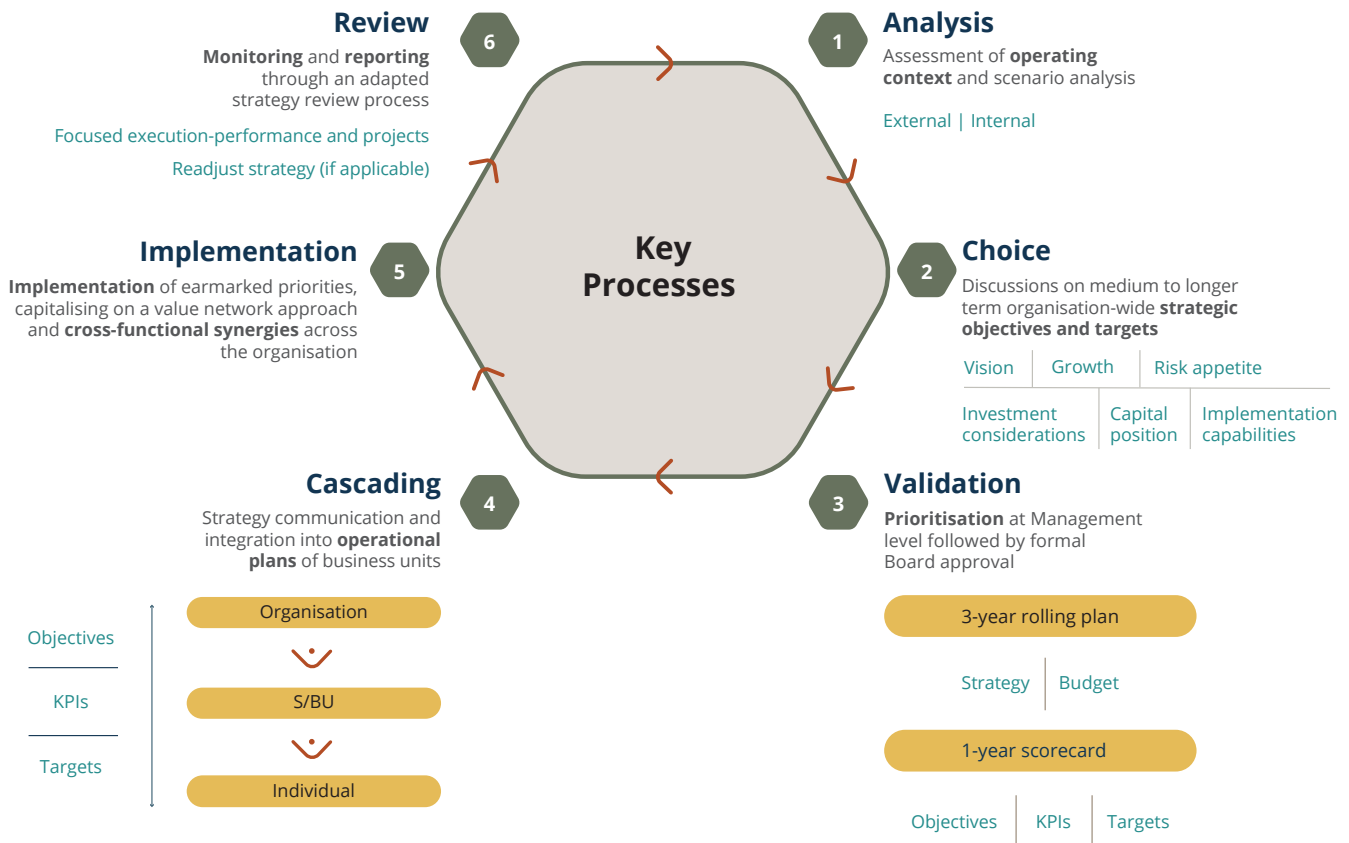 Key
Processes
1
Analysis
Assessment of operating
context and scenario analysis
External | Internal
2
Choice
Discussions on medium to longer
term organisation-wide strategic
objectives and targets
Vision
Growth
Risk appetite
Investment
considerations
Capital
position
Implementation
capabilities
3
Validation
Prioritisation at Management
level followed by formal
Board approval
3-year rolling plan
Strategy
Budget
1-year scorecard
Objectives
KPIs
Targets
4
Cascading
Strategy communication and
integration into operational
plans of business units
Objectives
KPIs
Targets
Organisation
S/BU
Individual
5
Implementation
Implementation of earmarked priorities,
capitalising on a value network approach
and cross-functional synergies across
the organisation
6
Review
Monitoring and reporting
through an adapted
strategy review process
Focused execution-performance and projects
Readjust strategy (if applicable)